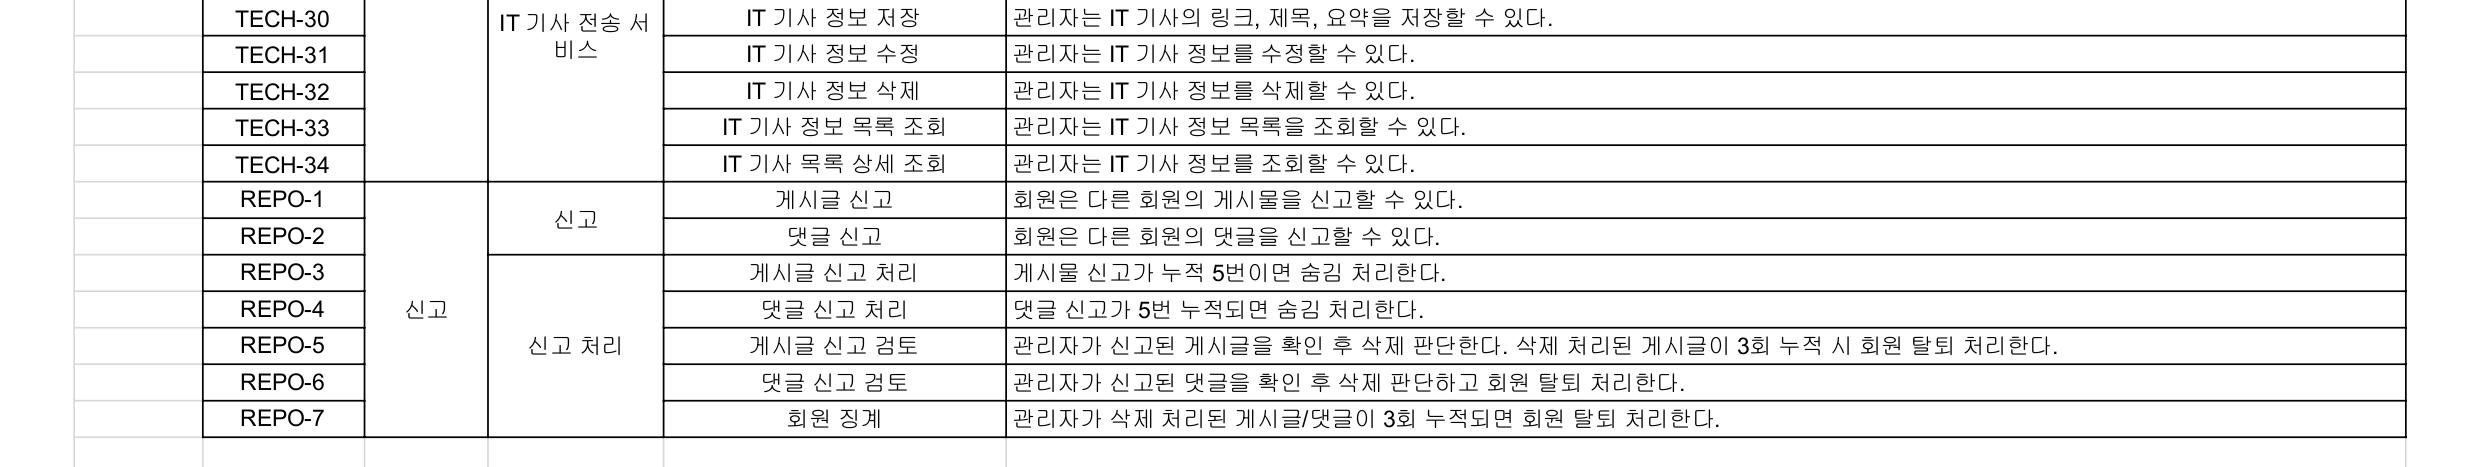 TECH-30 IT 기사 전송 서비스 IT 기사 정보 저장 관리자는 IT 기사의 링크, 제목, 요약을 저장할 수 있다.
TECH-31 IT 기사 정보 수정 관리자는 IT 기사 정보를 수정할 수 있다.
TECH-32 IT 기사 정보 삭제 관리자는 IT 기사 정보를 삭제할 수 있다.
TECH-33 IT 기사 정보 목록 조회 관리자는 IT 기사 정보 목록을 조회할 수 있다.
TECH-34 IT 기사 목록 상세 조회 관리자는 IT 기사 정보를 조회할 수 있다.
REPO-1 신고 신고 게시글 신고 회원은 다른 회원의 게시물을 신고할 수 있다.
REPO-2 댓글 신고 회원은 다른 회원의 댓글을 신고할 수 있다.
REPO-3 신고 처리 게시글 신고 처리 게시물 신고가 누적 5번이면 숨김 처리한다.
REPO-4 댓글 신고 처리 댓글 신고가 5번 누적되면 숨김 처리한다.
REPO-5 게시글 신고 검토 관리자가 신고된 게시글을 확인 후 삭제 판단한다. 삭제 처리된 게시글이 3회 누적 시 회원 탈퇴 처리한다.
REPO-6 댓글 신고 검토 관리자가 신고된 댓글을 확인 후 삭제 판단하고 회원 탈퇴 처리한다.
REPO-7 회원 징계 관리자가 삭제 처리된 게시글/댓글이 3회 누적되면 회원 탈퇴 처리한다.